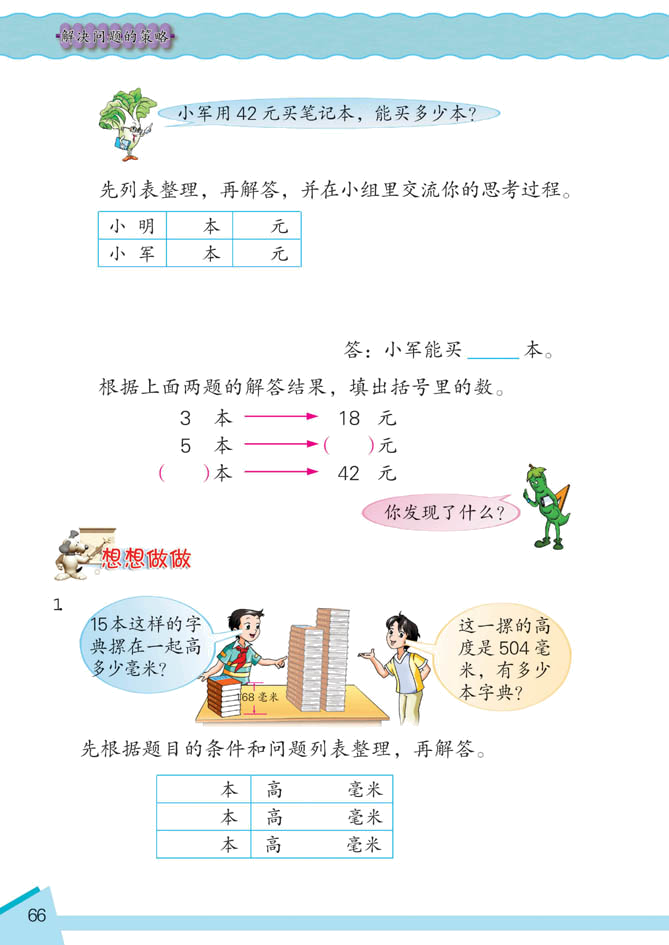 解决问题的策略
小军用 42 元买笔记本，能买多少本？
先列表整理，再解答，并在小组里交流你的思考过程。
小 明 本 元
小 军 本 元
答：小军能买______本。
根据上面两题的解答结果，填出括号里的数。
3 本 → 18 元
5 本 → （ ）元
（ ）本 → 42 元
你发现了什么？
想想做做
1.
15本这样的字
典摞在一起高
多少毫米？
168 毫米
这一摞的高
度是 504 毫
米，有多少
本字典？
先根据题目的条件和问题列表整理，再解答。
本 高 毫米
本 高 毫米
本 高 毫米
66